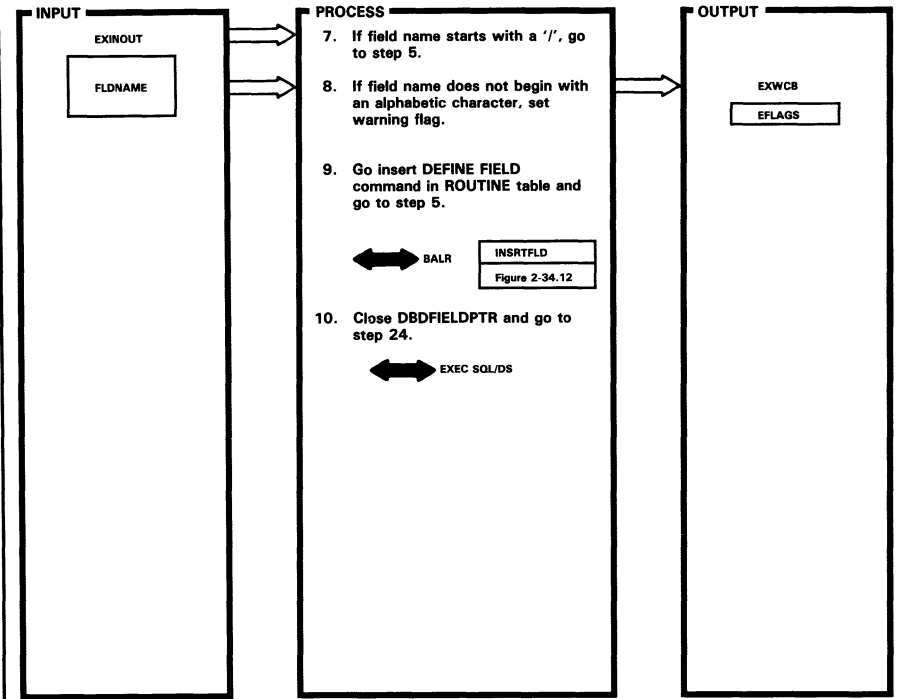 INPUT
EXINOUT
FLDNAME
PROCESS
7. If field name starts with a '/', go
to step 5.
8. If field name does not begin with
an alphabetic character, set
warning flag.
9. Go insert DEFINE FIELD
command in ROUTINE table and
go to step 5.
BALR
INSRTFLD
Figure 2-34.12
10. Close DBDFIELDPTR and go to
step 24.
EXEC SQL/DS
OUTPUT
EXWCB
EFLAGS